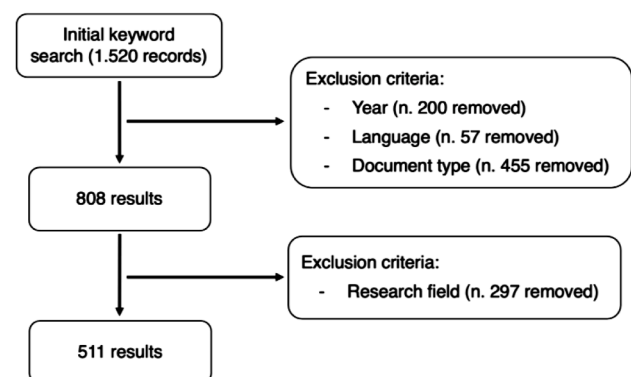 Initial keyword
search (1.520 records)
Exclusion criteria:
- Year (n. 200 removed)
- Language (n. 57 removed)
- Document type (n. 455 removed)
808 results
Exclusion criteria:
- Research field (n. 297 removed)
511 results